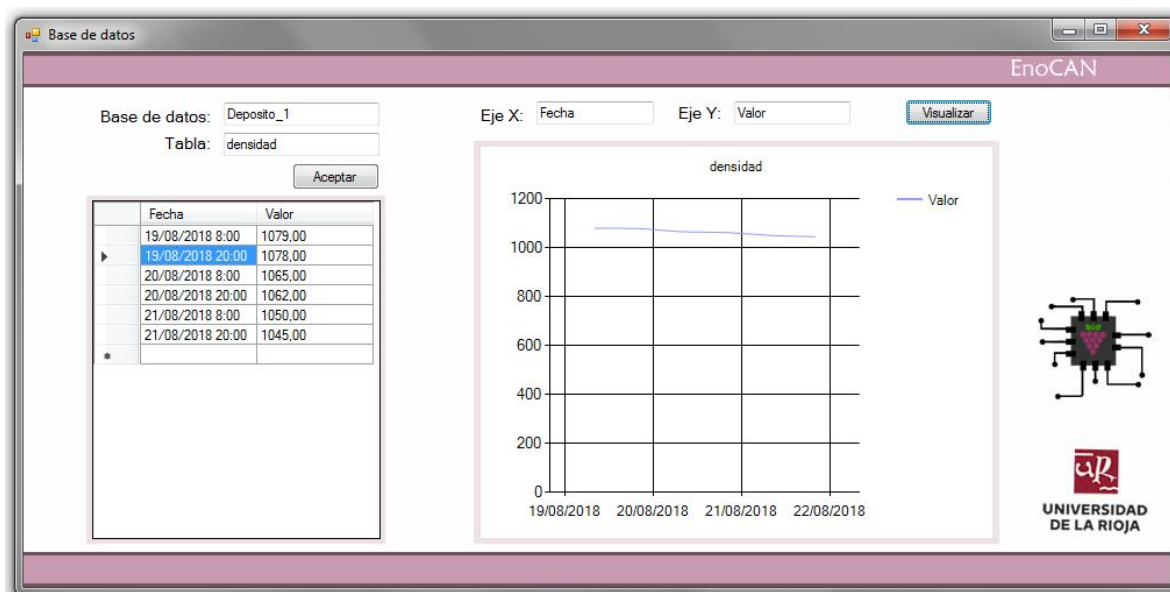 Base de datos
EnoCAN
Base de datos: Deposito_1
Tabla: densidad
Aceptar
Fecha Valor
19/08/2018 8:00 1079,00
19/08/2018 20:00 1078,00
20/08/2018 8:00 1065,00
20/08/2018 20:00 1062,00
21/08/2018 8:00 1050,00
21/08/2018 20:00 1045,00
Eje X: Fecha Eje Y: Valor Visualizar
densidad
1200
1000
800
600
400
200
0
19/08/2018 20/08/2018 21/08/2018 22/08/2018
Valor
bio
UR
UNIVERSIDAD
DE LA RIOJA